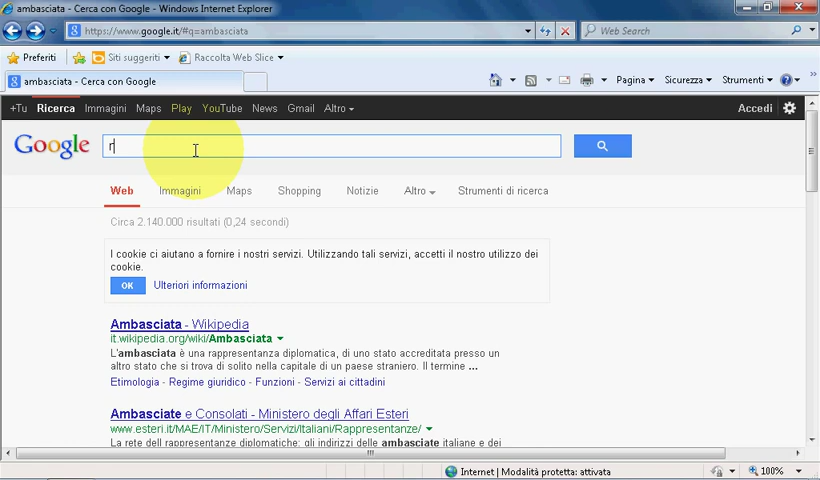 ambasciata - Cerca con Google - Windows Internet Explorer
https://www.google.it/#q=ambasciata
Web Search
Preferiti Siti suggeriti Raccolta Web Slice
ambasciata - Cerca con Google
Pagina Sicurezza Strumenti
+Tu Ricerca Immagini Maps Play YouTube News Gmail Altro Accedi
Google r
Web Immagini Maps Shopping Notizie Altro Strumenti di ricerca
Circa 2.140.000 risultati (0,24 secondi)
I cookie ci aiutano a fornire i nostri servizi. Utilizzando tali servizi, accetti il nostro utilizzo dei
cookie.
OK Ulteriori informazioni
Ambasciata - Wikipedia
it.wikipedia.org/wiki/Ambasciata
L'ambasciata è una rappresentanza diplomatica, di uno stato accreditata presso un
altro stato che si trova di solito nella capitale di un paese straniero. Il termine ...
Etimologia - Regime giuridico - Funzioni - Servizi ai cittadini
Ambasciate e Consolati - Ministero degli Affari Esteri
www.esteri.it/MAE/IT/Ministero/Servizi/Italiani/Rappresentanze/
La rete dell rappresentanze diplomatiche: gli indirizzi delle ambasciate italiane e dei
Internet | Modalità protetta: attivata
100%